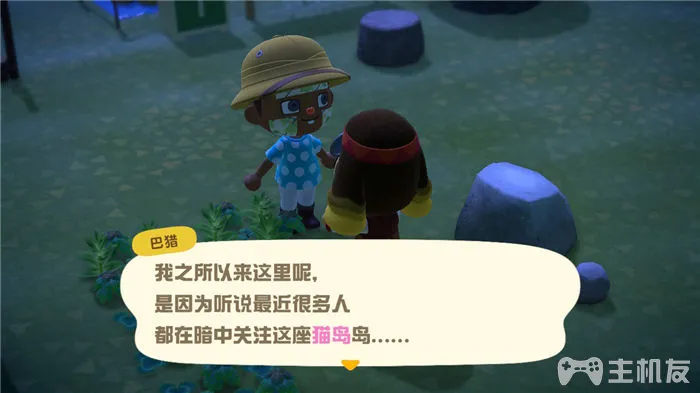 巴猎
我之所以来这里呢，
是因为听说最近很多人
都在暗中关注这座猫岛岛……
主机友